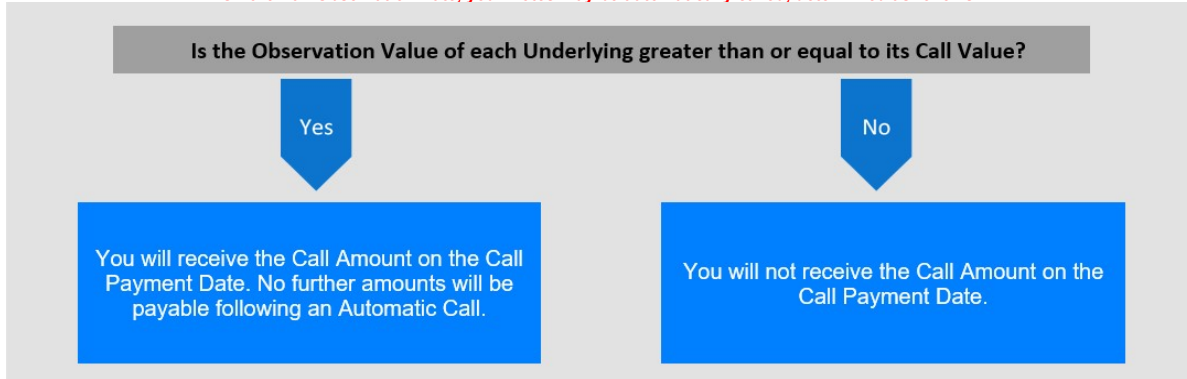 Is the Observation Value of each Underlying greater than or equal to its Call Value?
Yes
No
You will receive the Call Amount on the Call
Payment Date. No further amounts will be
payable following an Automatic Call.
You will not receive the Call Amount on the
Call Payment Date.